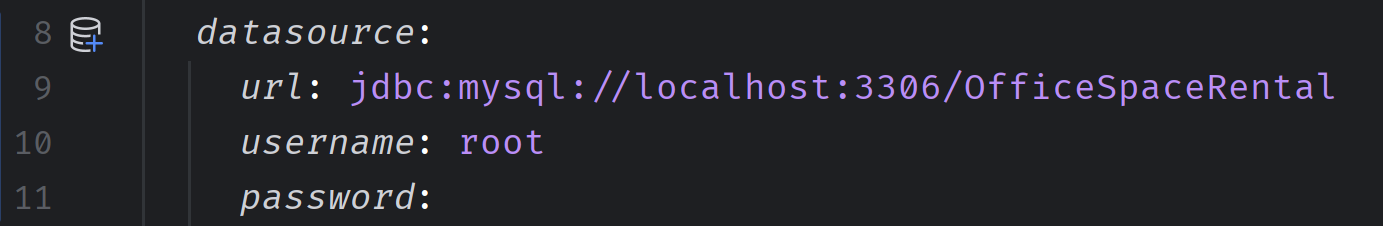 8 datasource:
9 url: jdbc:mysql://localhost:3306/OfficeSpaceRental
10 username: root
11 password: